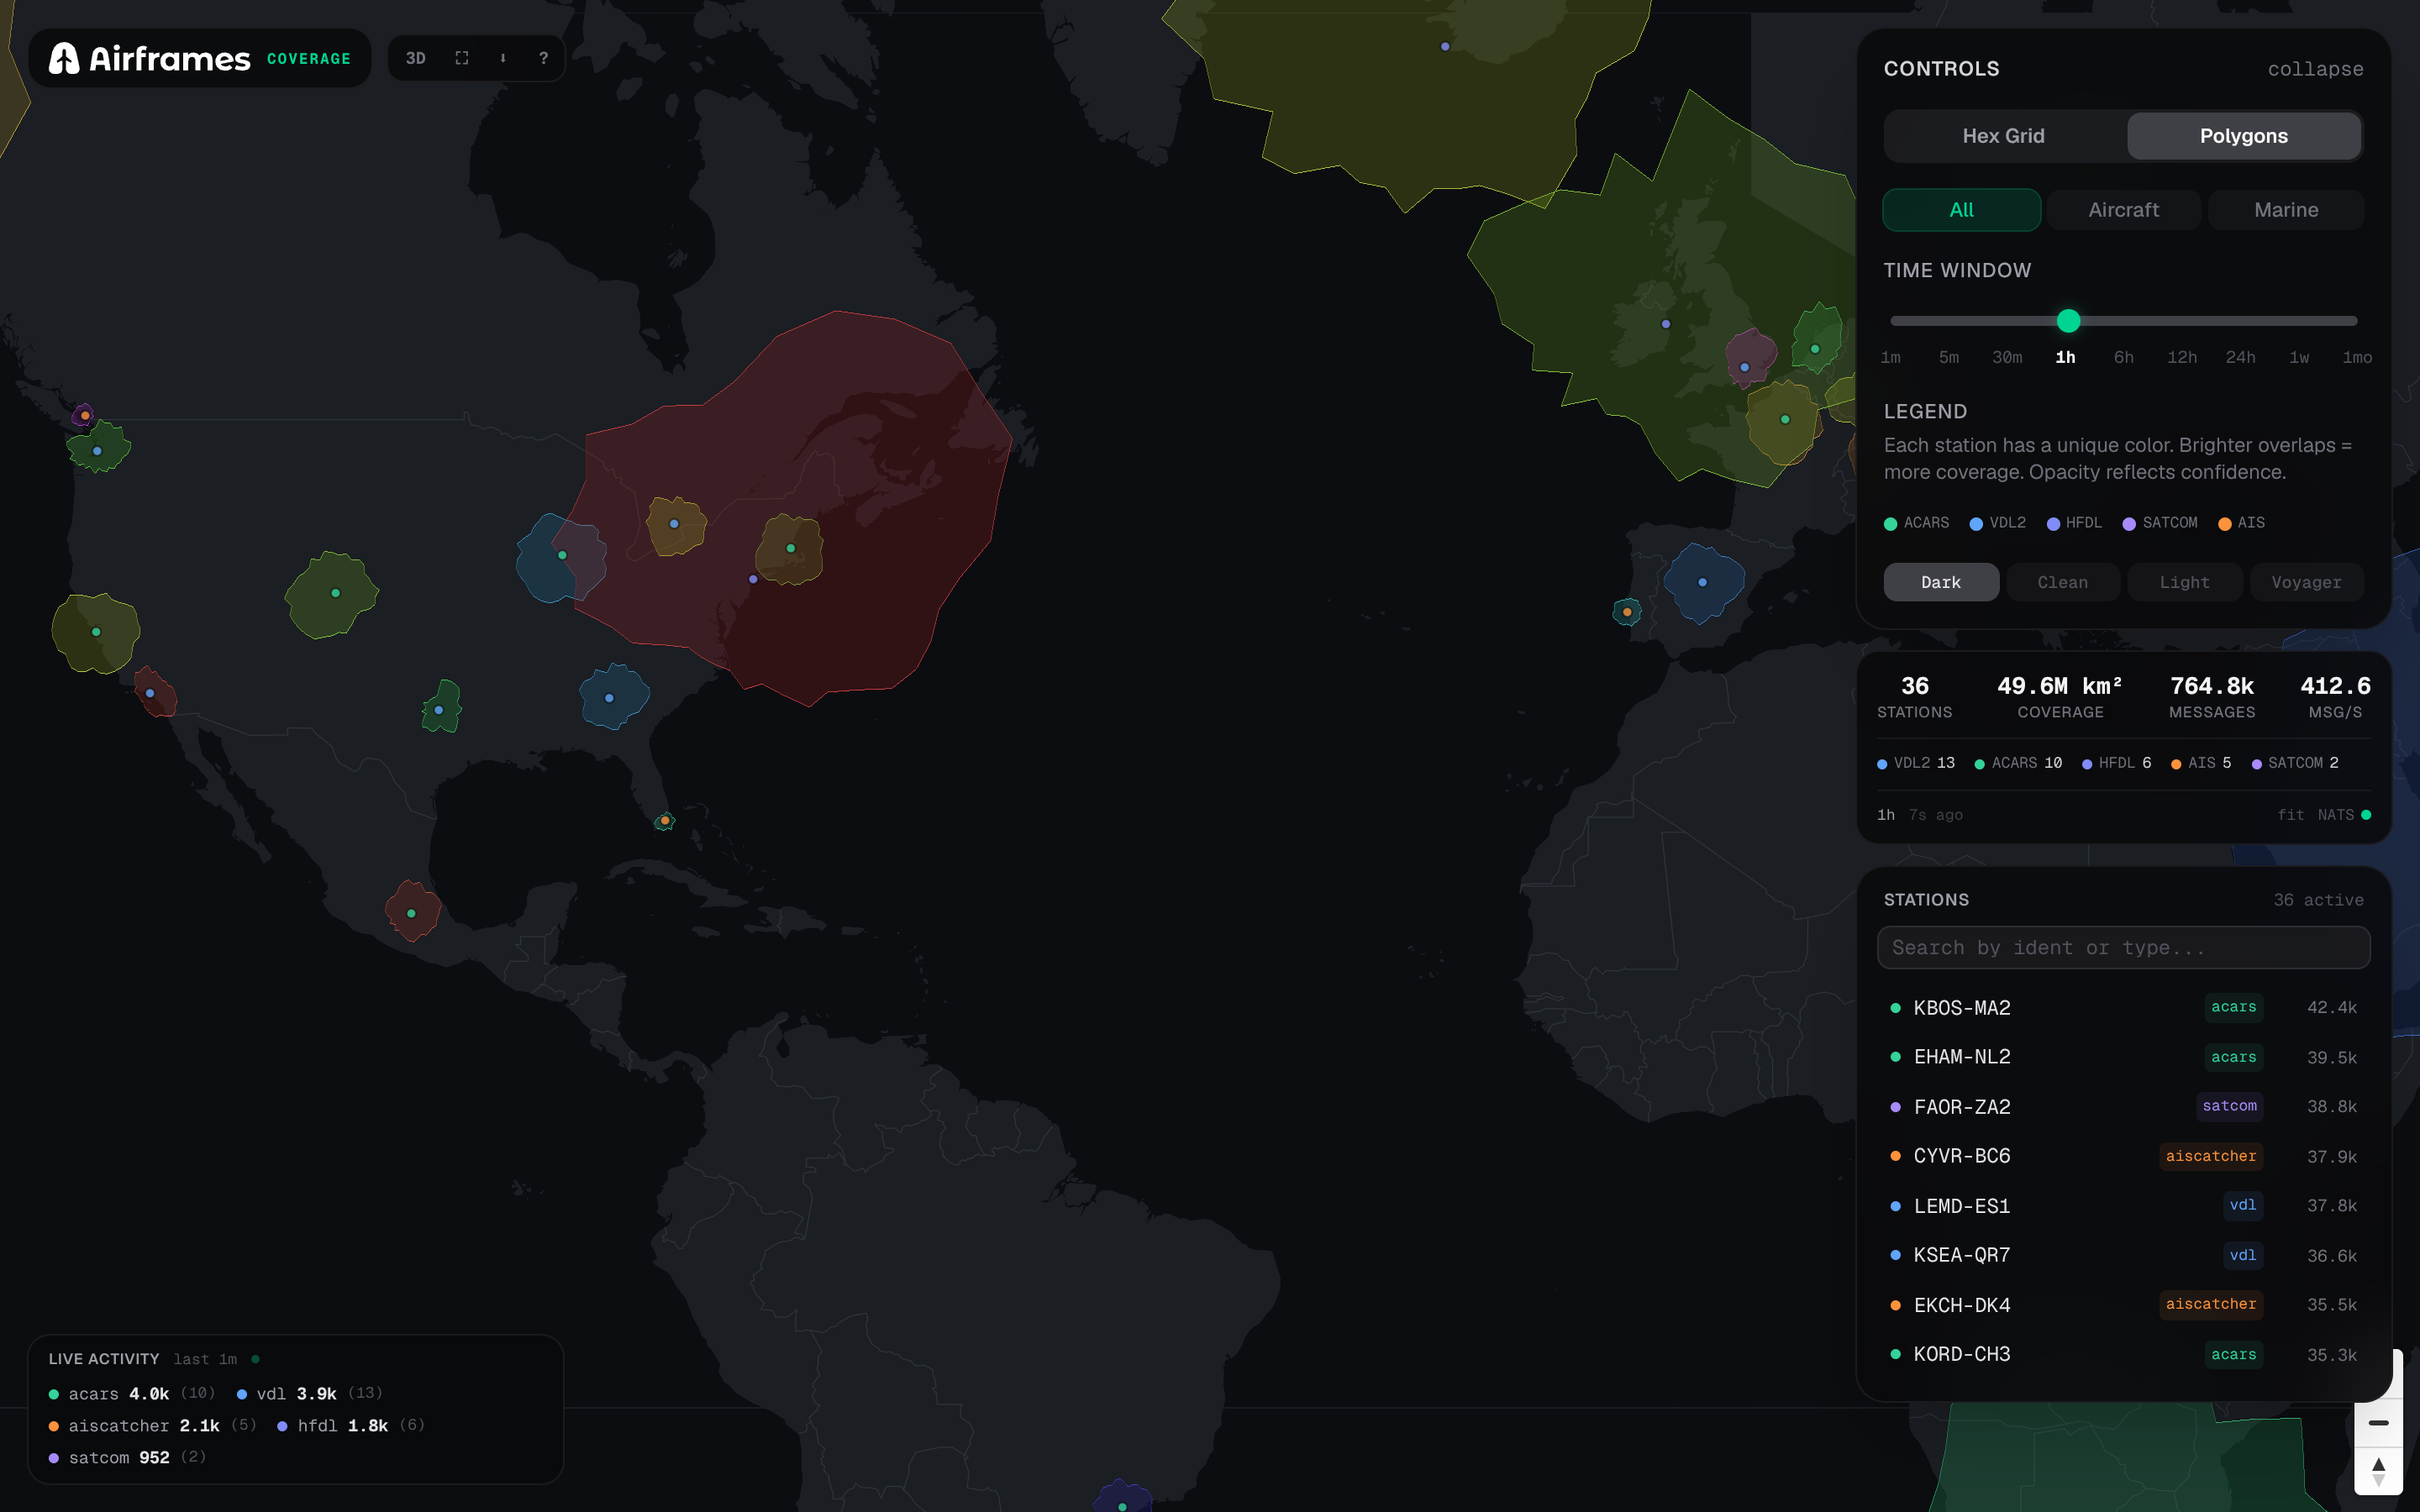 Airframes COVERAGE
3D ?
CONTROLS collapse
Hex Grid Polygons
All Aircraft Marine
TIME WINDOW
1m 5m 30m 1h 6h 12h 24h 1w 1mo
LEGEND
Each station has a unique color. Brighter overlaps =
more coverage. Opacity reflects confidence.
ACARS VDL2 HFDL SATCOM AIS
Dark Clean Light Voyager
36 49.6M km² 764.8k 412.6
STATIONS COVERAGE MESSAGES MSG/S
VDL2 13 ACARS 10 HFDL 6 AIS 5 SATCOM 2
1h 7s ago fit NATS
STATIONS 36 active
Search by ident or type...
KBOS-MA2 acars 42.4k
EHAM-NL2 acars 39.5k
FAOR-ZA2 satcom 38.8k
CYVR-BC6 aiscatcher 37.9k
LEMD-ES1 vdl 37.8k
KSEA-QR7 vdl 36.6k
EKCH-DK4 aiscatcher 35.5k
KORD-CH3 acars 35.3k
LIVE ACTIVITY last 1m
acars 4.0k (10) vdl 3.9k (13)
aiscatcher 2.1k (5) hfdl 1.8k (6)
satcom 952 (2)